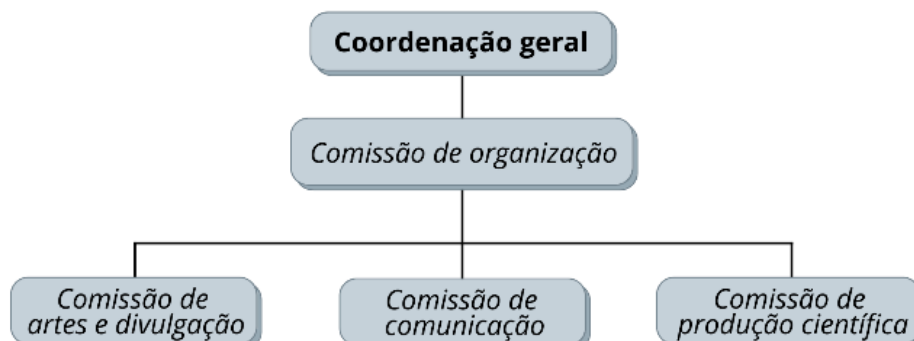 Coordenação geral
Comissão de organização
Comissão de
artes e divulgação
Comissão de
comunicação
Comissão de
produção científica